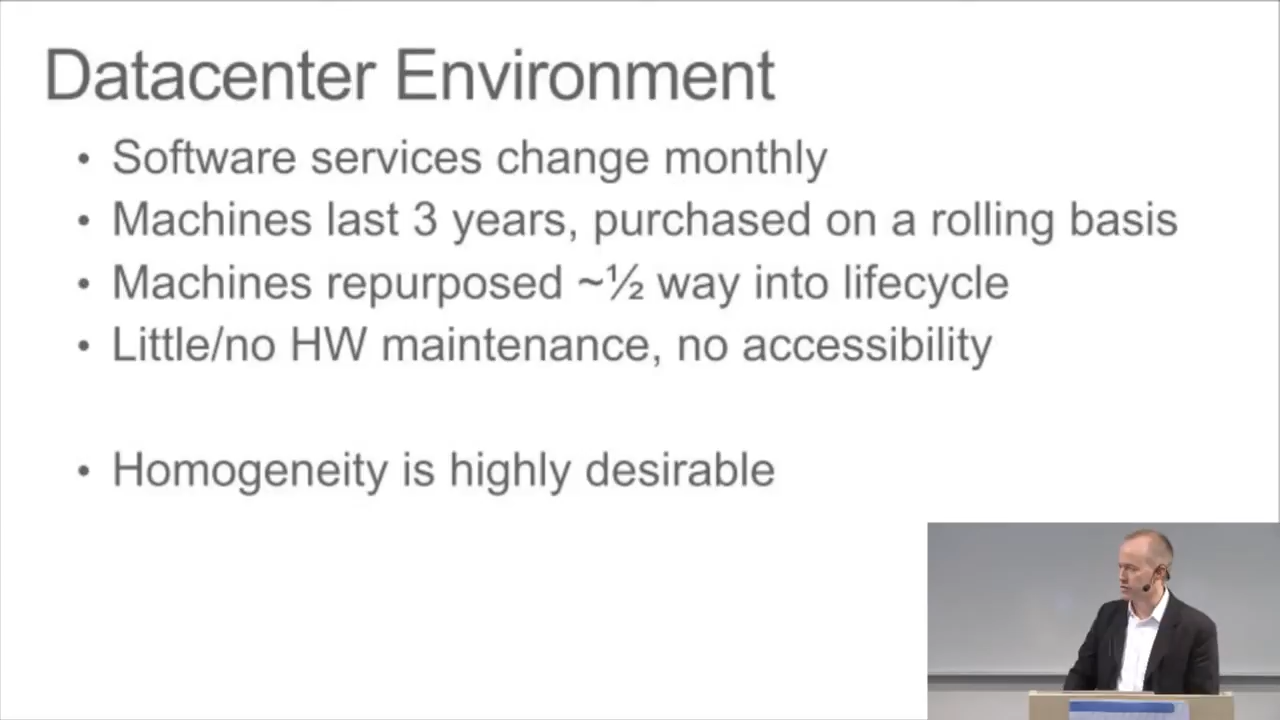 Datacenter Environment
• Software services change monthly
• Machines last 3 years, purchased on a rolling basis
• Machines repurposed ~½ way into lifecycle
• Little/no HW maintenance, no accessibility
• Homogeneity is highly desirable